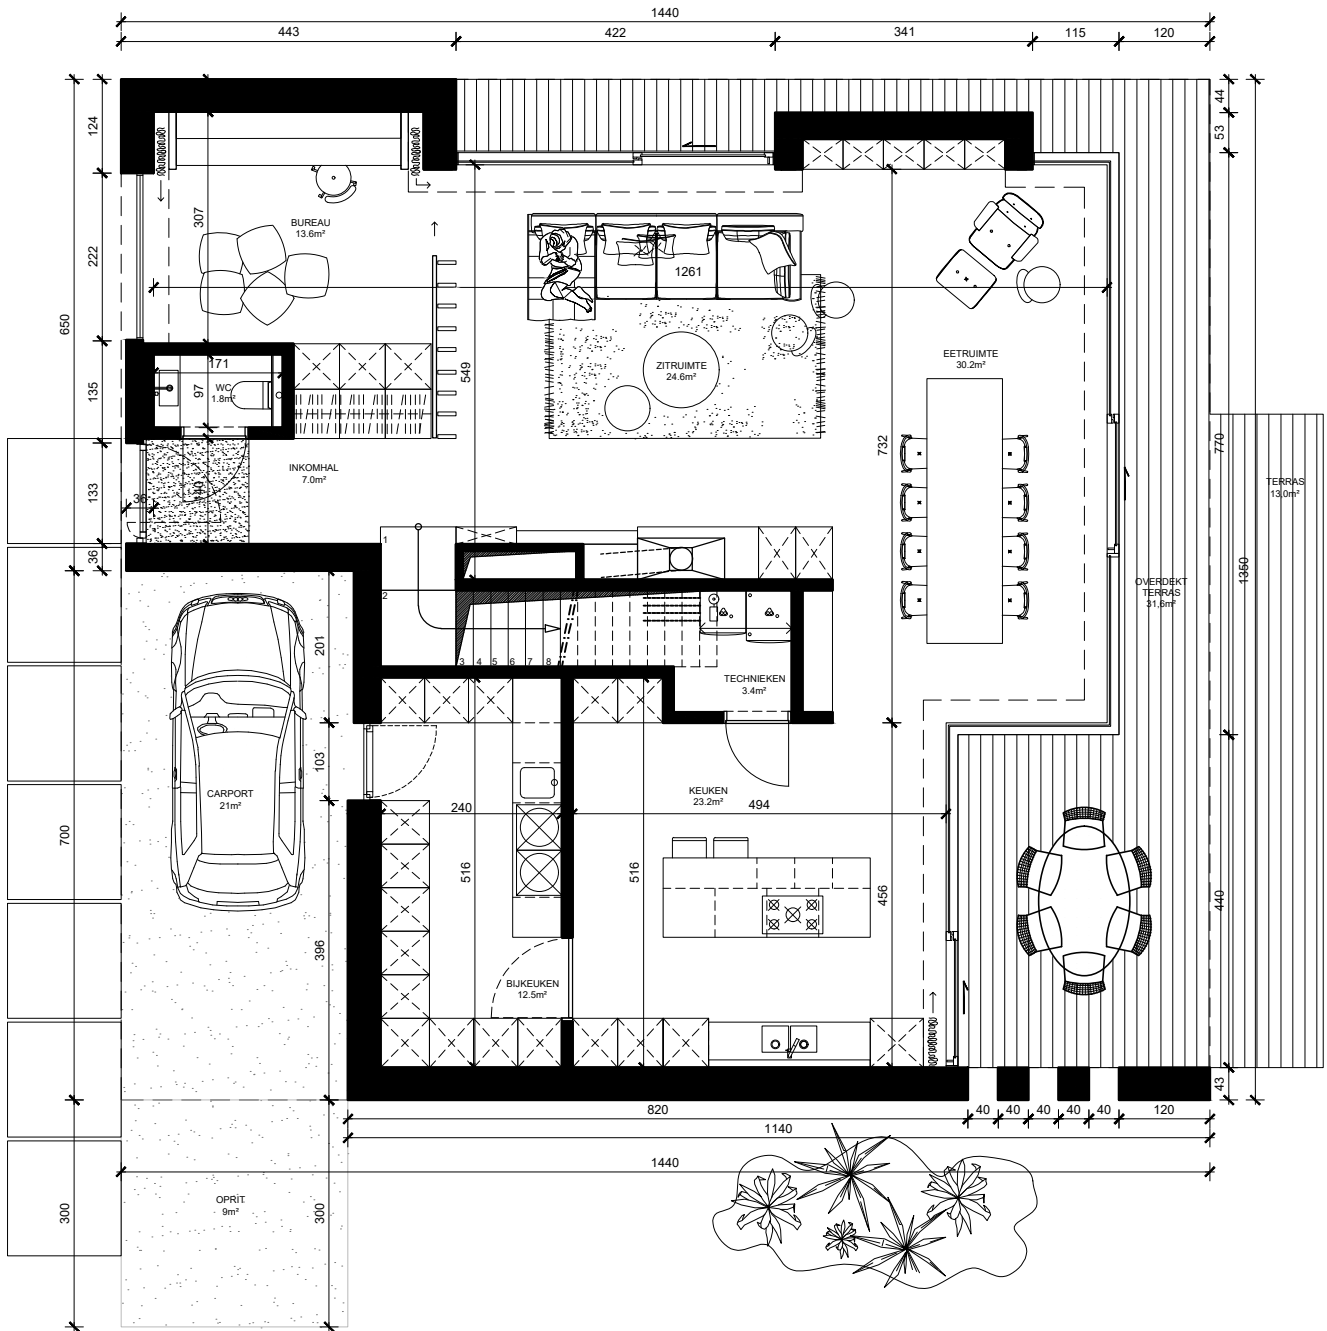 1440
443
422
341
115
120
44
53
124
BUREAU
13.6m²
307
222
1261
650
549
ZITRUIMTE
24.6m²
EETRUIMTE
30.2m²
171
WC
1.8m²
97
135
732
770
INKOMHAL
7.0m²
TERRAS
13.0m²
36
140
133
36
1
2
3
4
5
6
7
8
OVERDEKT
TERRAS
31,6m²
1350
201
TECHNIEKEN
3.4m²
103
CARPORT
21m²
KEUKEN
23.2m²
240
494
700
516
516
456
440
396
BIJKEUKEN
12.5m²
43
820
40
40
40
40
40
120
1140
1440
OPRIT
9m²
300
300